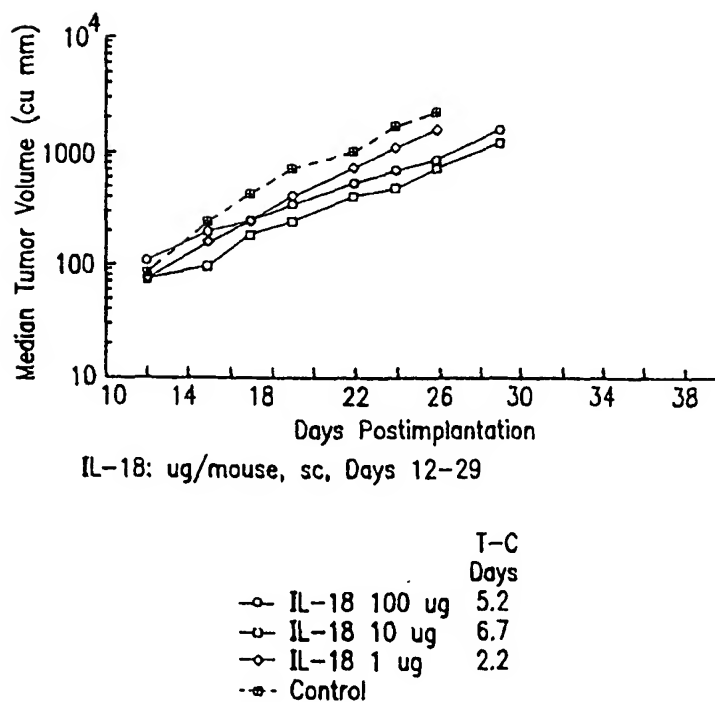 Median Tumor Volume (cu mm)
10^4
1000
100
10
10 14 18 22 26 30 34 38
Days Postimplantation
IL-18: ug/mouse, sc, Days 12-29
T-C
Days
IL-18 100 ug 5.2
IL-18 10 ug 6.7
IL-18 1 ug 2.2
Control